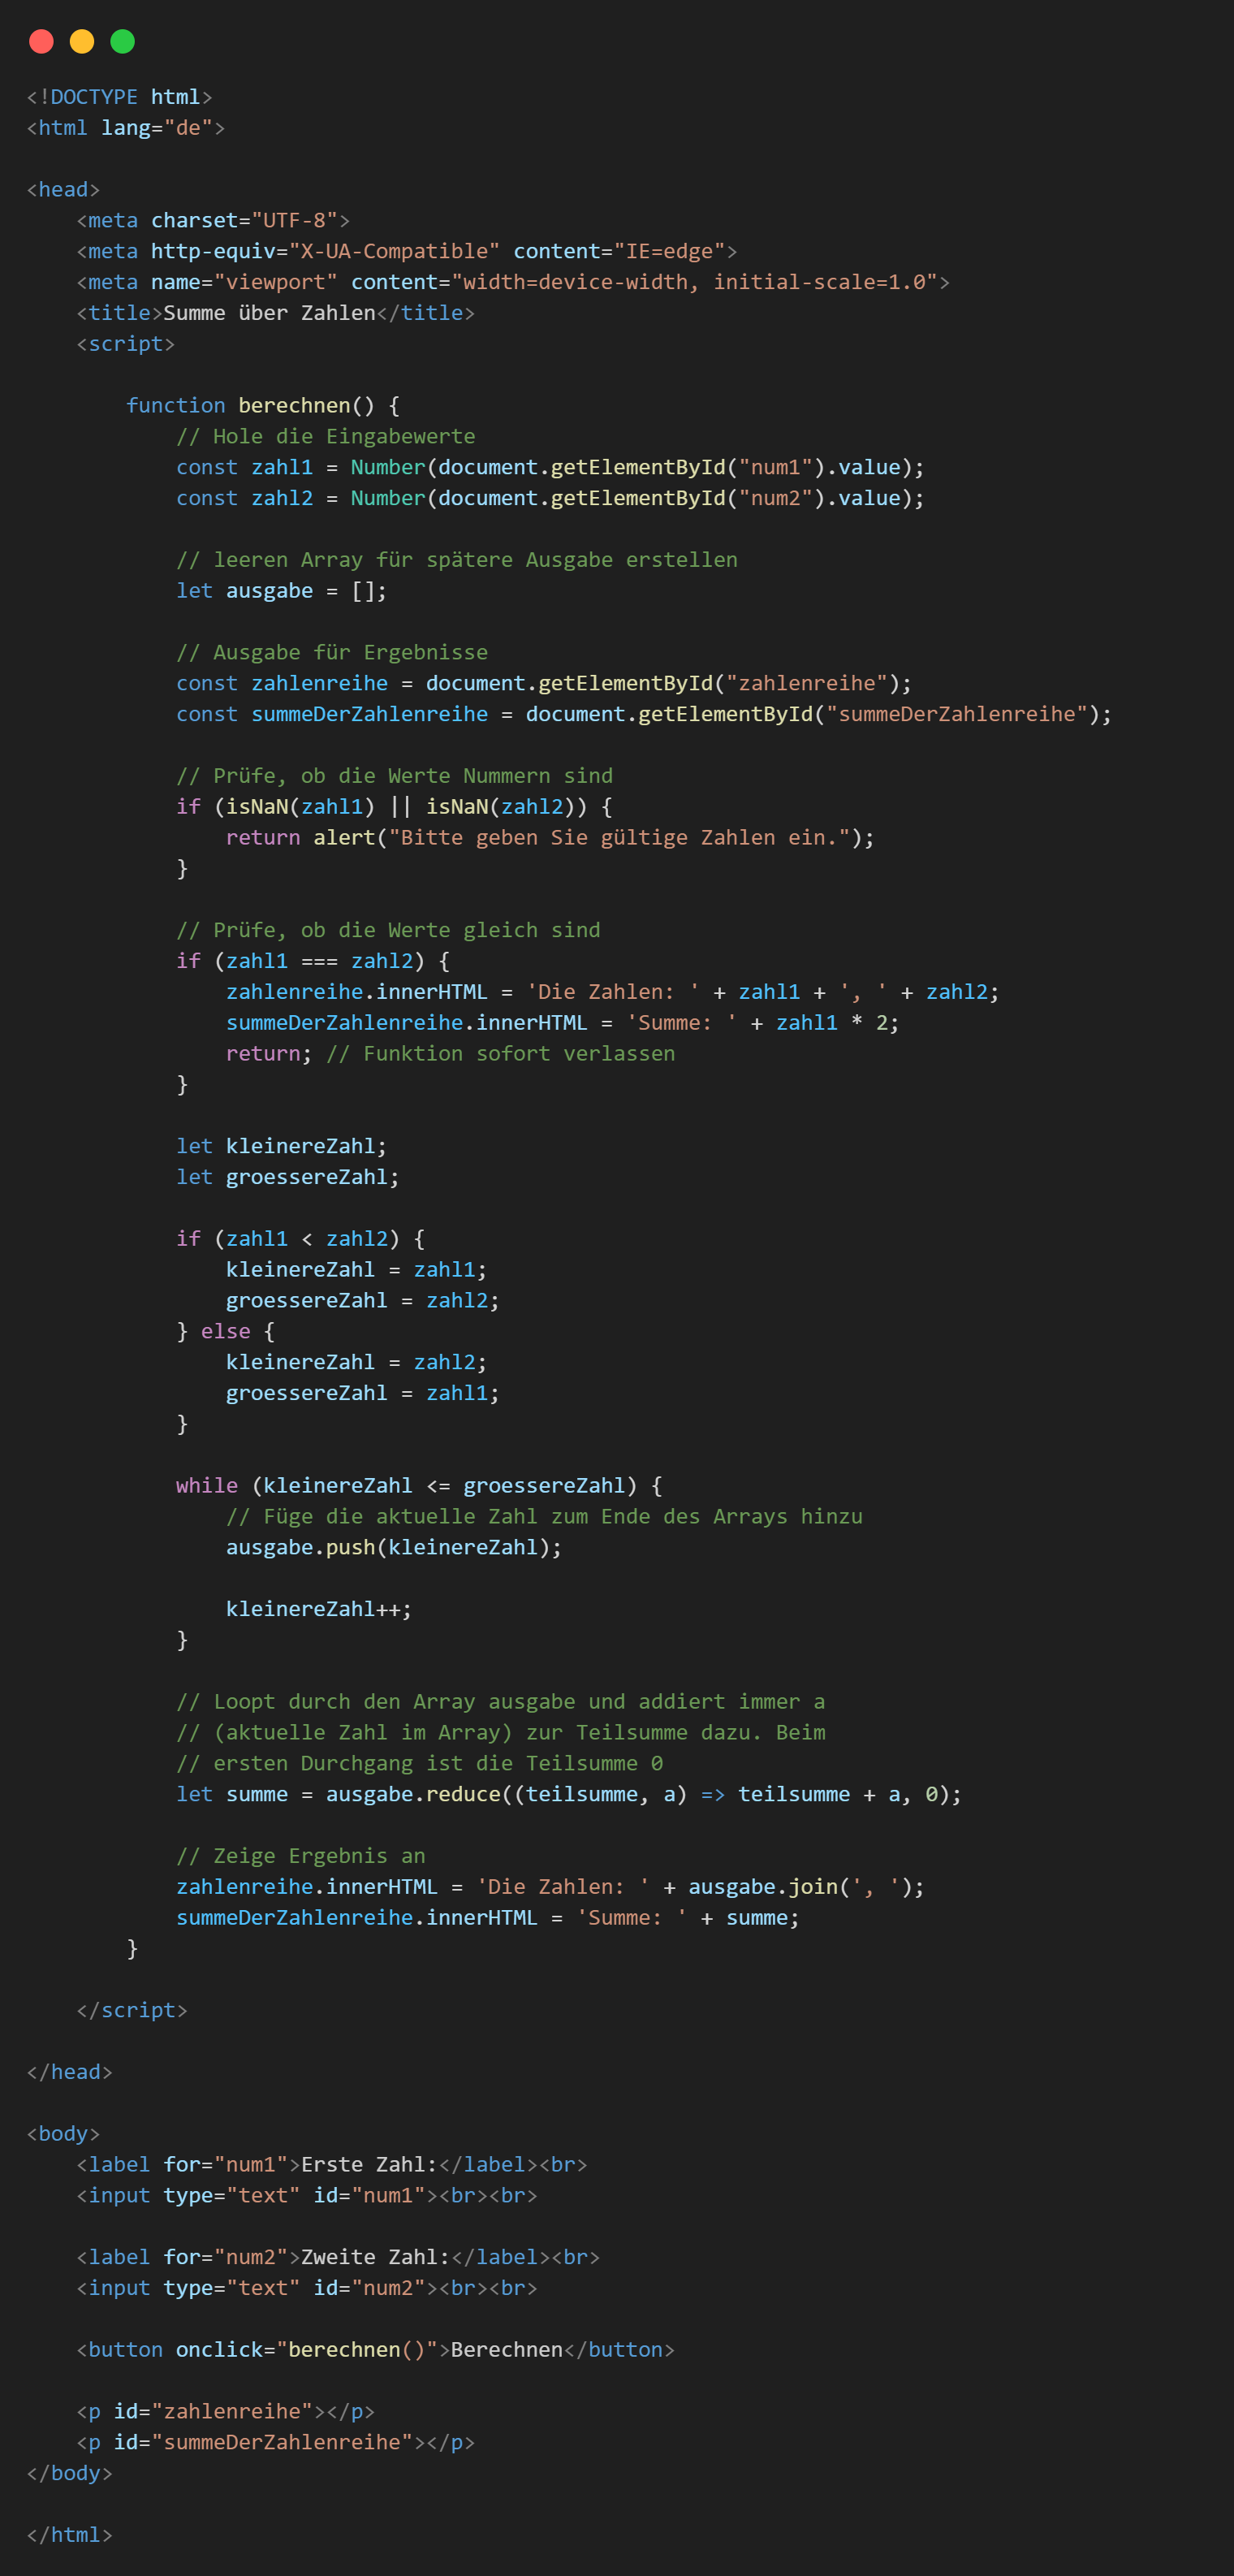 <!DOCTYPE html>
<html lang="de">

<head>
    <meta charset="UTF-8">
    <meta http-equiv="X-UA-Compatible" content="IE=edge">
    <meta name="viewport" content="width=device-width, initial-scale=1.0">
    <title>Summe über Zahlen</title>
    <script>

        function berechnen() {
            // Hole die Eingabewerte
            const zahl1 = Number(document.getElementById("num1").value);
            const zahl2 = Number(document.getElementById("num2").value);

            // leeren Array für spätere Ausgabe erstellen
            let ausgabe = [];

            // Ausgabe für Ergebnisse
            const zahlenreihe = document.getElementById("zahlenreihe");
            const summeDerZahlenreihe = document.getElementById("summeDerZahlenreihe");

            // Prüfe, ob die Werte Nummern sind
            if (isNaN(zahl1) || isNaN(zahl2)) {
                return alert("Bitte geben Sie gültige Zahlen ein.");
            }

            // Prüfe, ob die Werte gleich sind
            if (zahl1 === zahl2) {
                zahlenreihe.innerHTML = 'Die Zahlen: ' + zahl1 + ', ' + zahl2;
                summeDerZahlenreihe.innerHTML = 'Summe: ' + zahl1 * 2;
                return; // Funktion sofort verlassen
            }

            let kleinereZahl;
            let groessereZahl;

            if (zahl1 < zahl2) {
                kleinereZahl = zahl1;
                groessereZahl = zahl2;
            } else {
                kleinereZahl = zahl2;
                groessereZahl = zahl1;
            }

            while (kleinereZahl <= groessereZahl) {
                // Füge die aktuelle Zahl zum Ende des Arrays hinzu
                ausgabe.push(kleinereZahl);

                kleinereZahl++;
            }

            // Loopt durch den Array ausgabe und addiert immer a
            // (aktuelle Zahl im Array) zur Teilsumme dazu. Beim
            // ersten Durchgang ist die Teilsumme 0
            let summe = ausgabe.reduce((teilsumme, a) => teilsumme + a, 0);

            // Zeige Ergebnis an
            zahlenreihe.innerHTML = 'Die Zahlen: ' + ausgabe.join(', ');
            summeDerZahlenreihe.innerHTML = 'Summe: ' + summe;
        }

    </script>

</head>

<body>
    <label for="num1">Erste Zahl:</label><br>
    <input type="text" id="num1"><br><br>

    <label for="num2">Zweite Zahl:</label><br>
    <input type="text" id="num2"><br><br>

    <button onclick="berechnen()">Berechnen</button>

    <p id="zahlenreihe"></p>
    <p id="summeDerZahlenreihe"></p>
</body>

</html>